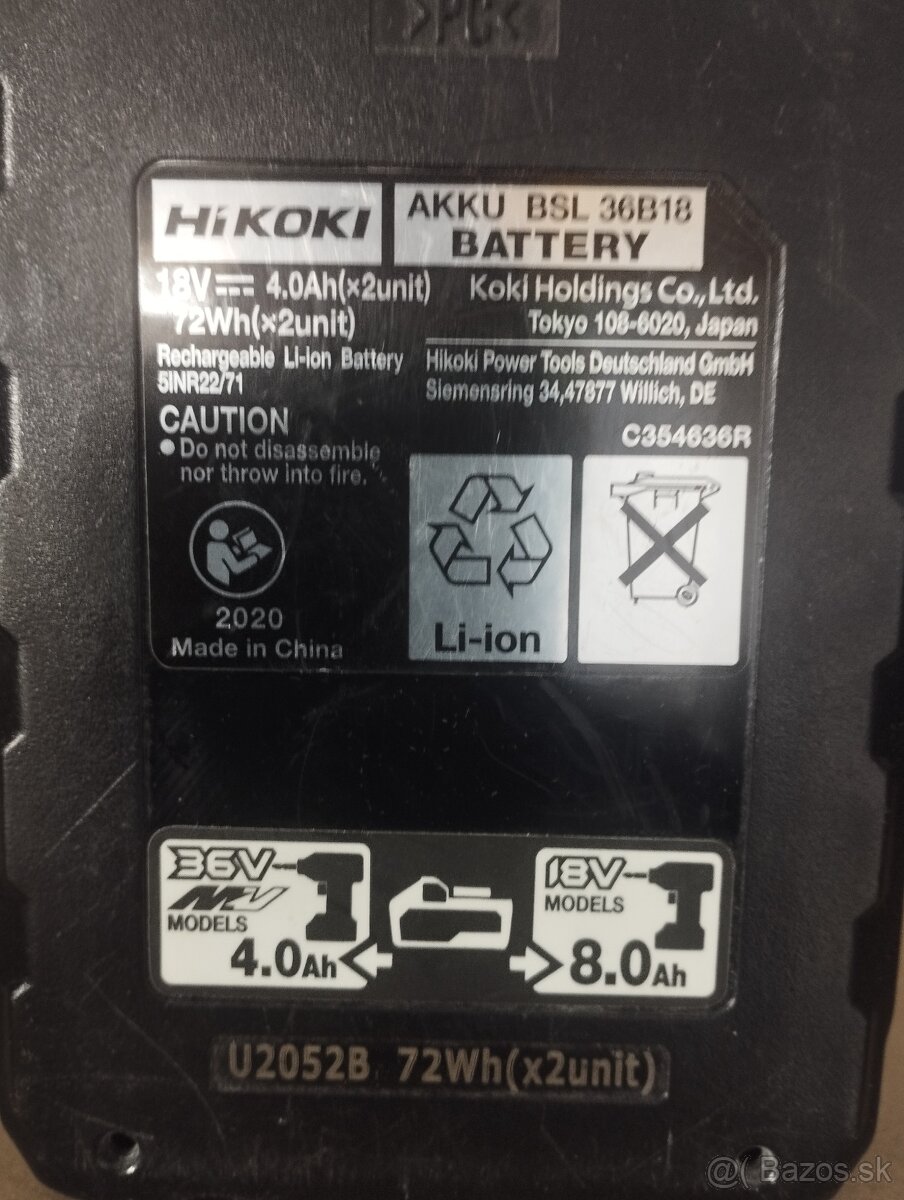 >PC<
HiKOKI
AKKU BSL 36B18
BATTERY
18V 4.0Ah(×2unit)
72Wh(×2unit)
Koki Holdings Co.,Ltd.
Tokyo 108-6020, Japan
Rechargeable Li-ion Battery
5INR22/71
Hikoki Power Tools Deutschland GmbH
Siemensring 34,47877 Willich, DE
CAUTION
● Do not disassemble
nor throw into fire.
C354636R
2020
Made in China
Li-ion
36V
MV
MODELS
4.0Ah
18V
MODELS
8.0Ah
U2052B 72Wh(x2unit)
@( Bazos.sk